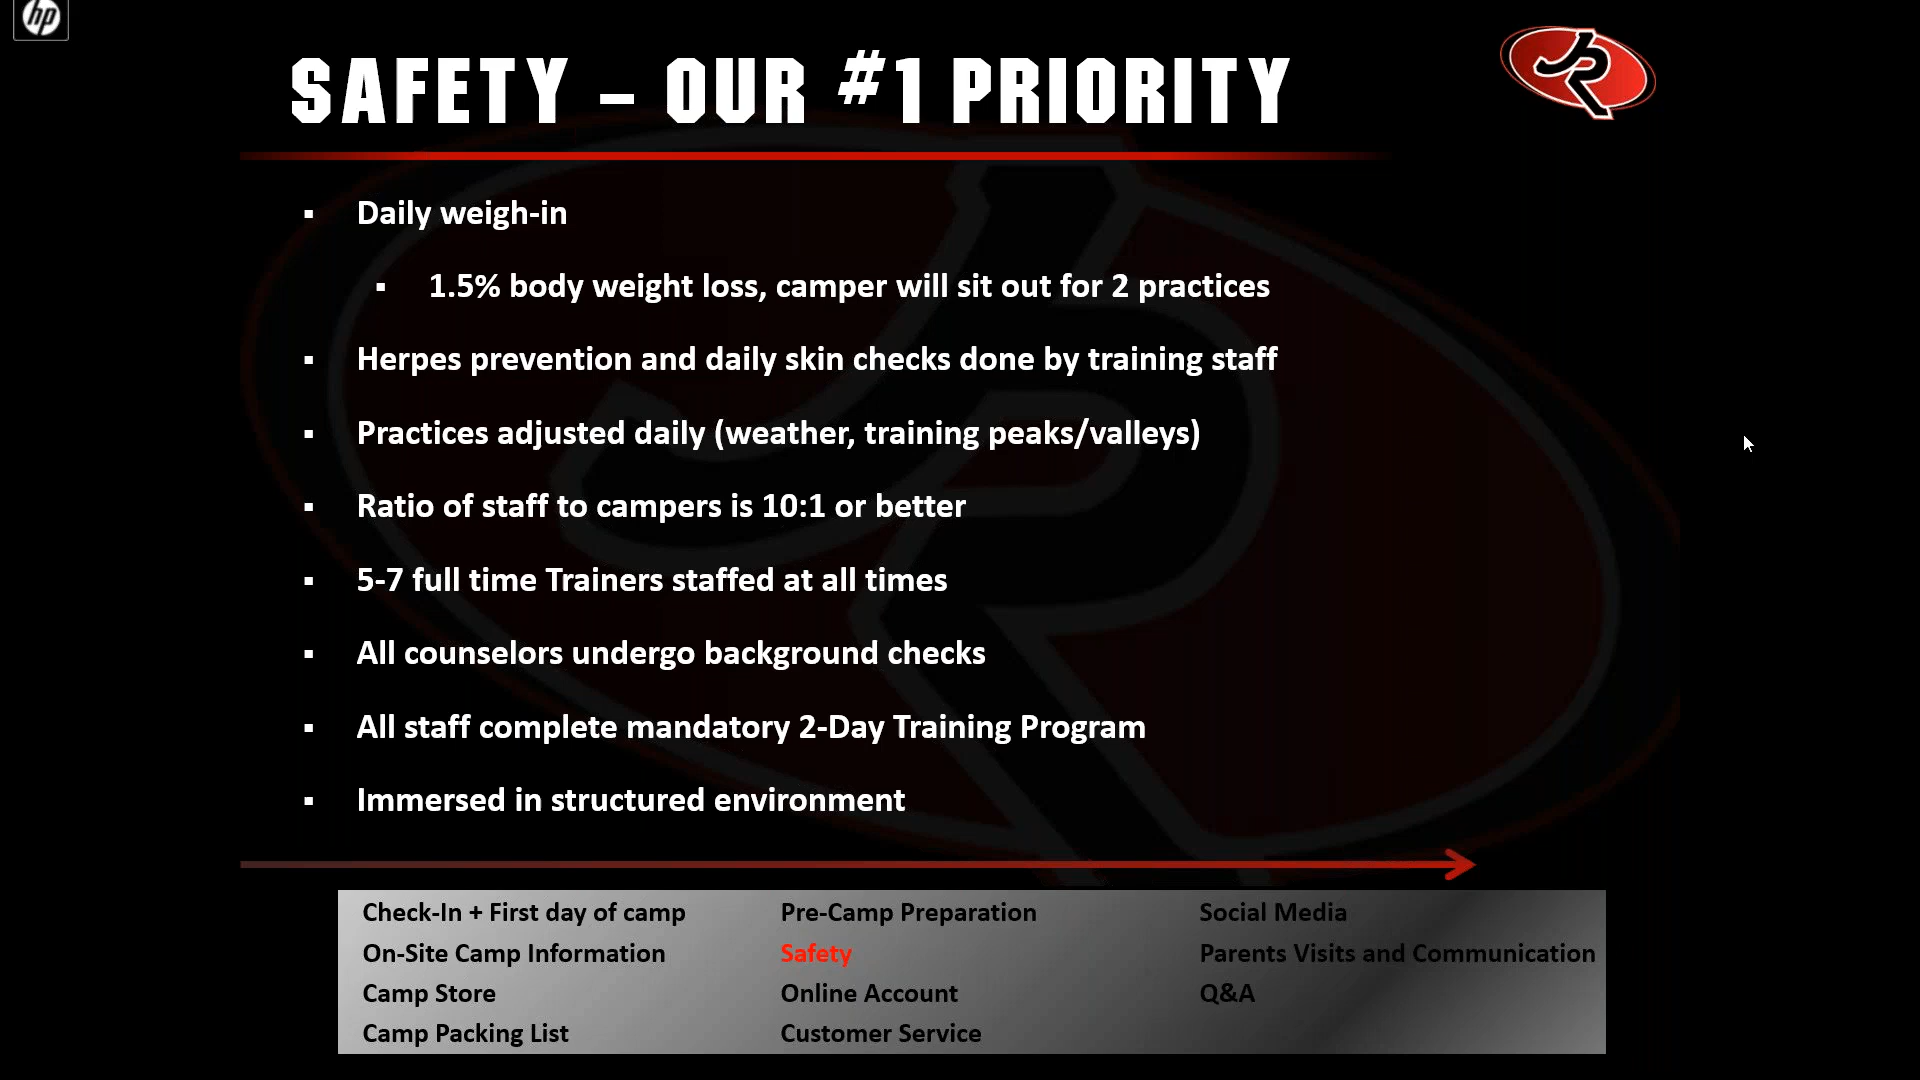 hp
SAFETY – OUR #1 PRIORITY
JR
▪ Daily weigh-in
▪ 1.5% body weight loss, camper will sit out for 2 practices
▪ Herpes prevention and daily skin checks done by training staff
▪ Practices adjusted daily (weather, training peaks/valleys)
▪ Ratio of staff to campers is 10:1 or better
▪ 5-7 full time Trainers staffed at all times
▪ All counselors undergo background checks
▪ All staff complete mandatory 2-Day Training Program
▪ Immersed in structured environment
Check-In + First day of camp
On-Site Camp Information
Camp Store
Camp Packing List
Pre-Camp Preparation
Safety
Online Account
Customer Service
Social Media
Parents Visits and Communication
Q&A